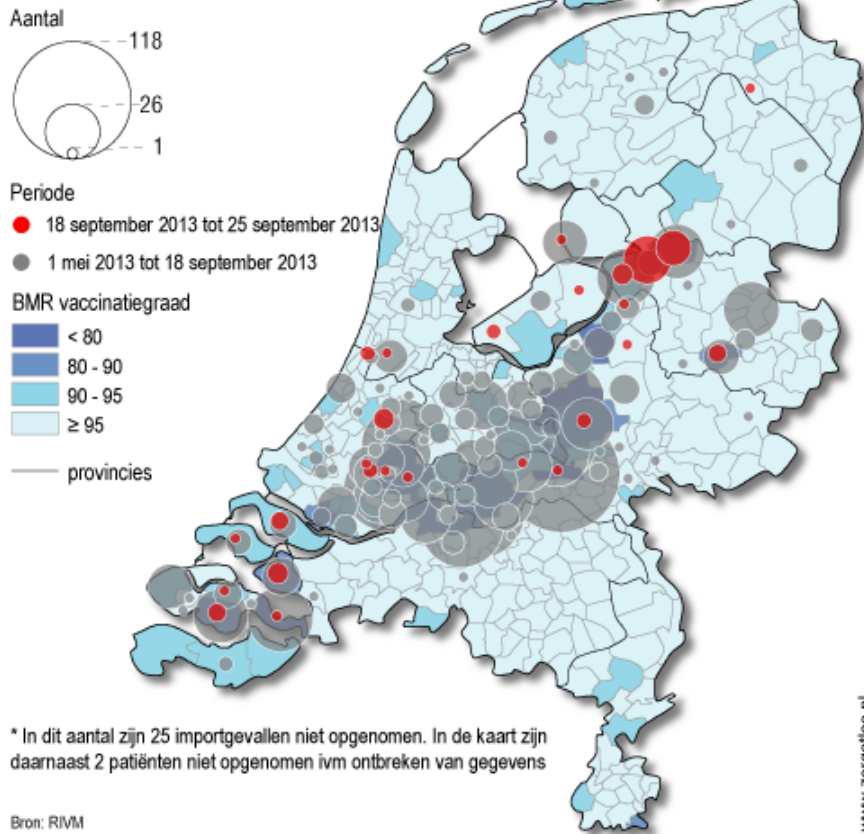 Aantal
118
26
1
Periode
18 september 2013 tot 25 september 2013
1 mei 2013 tot 18 september 2013
BMR vaccinatiegraad
< 80
80 - 90
90 - 95
≥ 95
provincies
* In dit aantal zijn 25 importgevallen niet opgenomen. In de kaart zijn
daarnaast 2 patiënten niet opgenomen ivm ontbreken van gegevens
Bron: RIVM